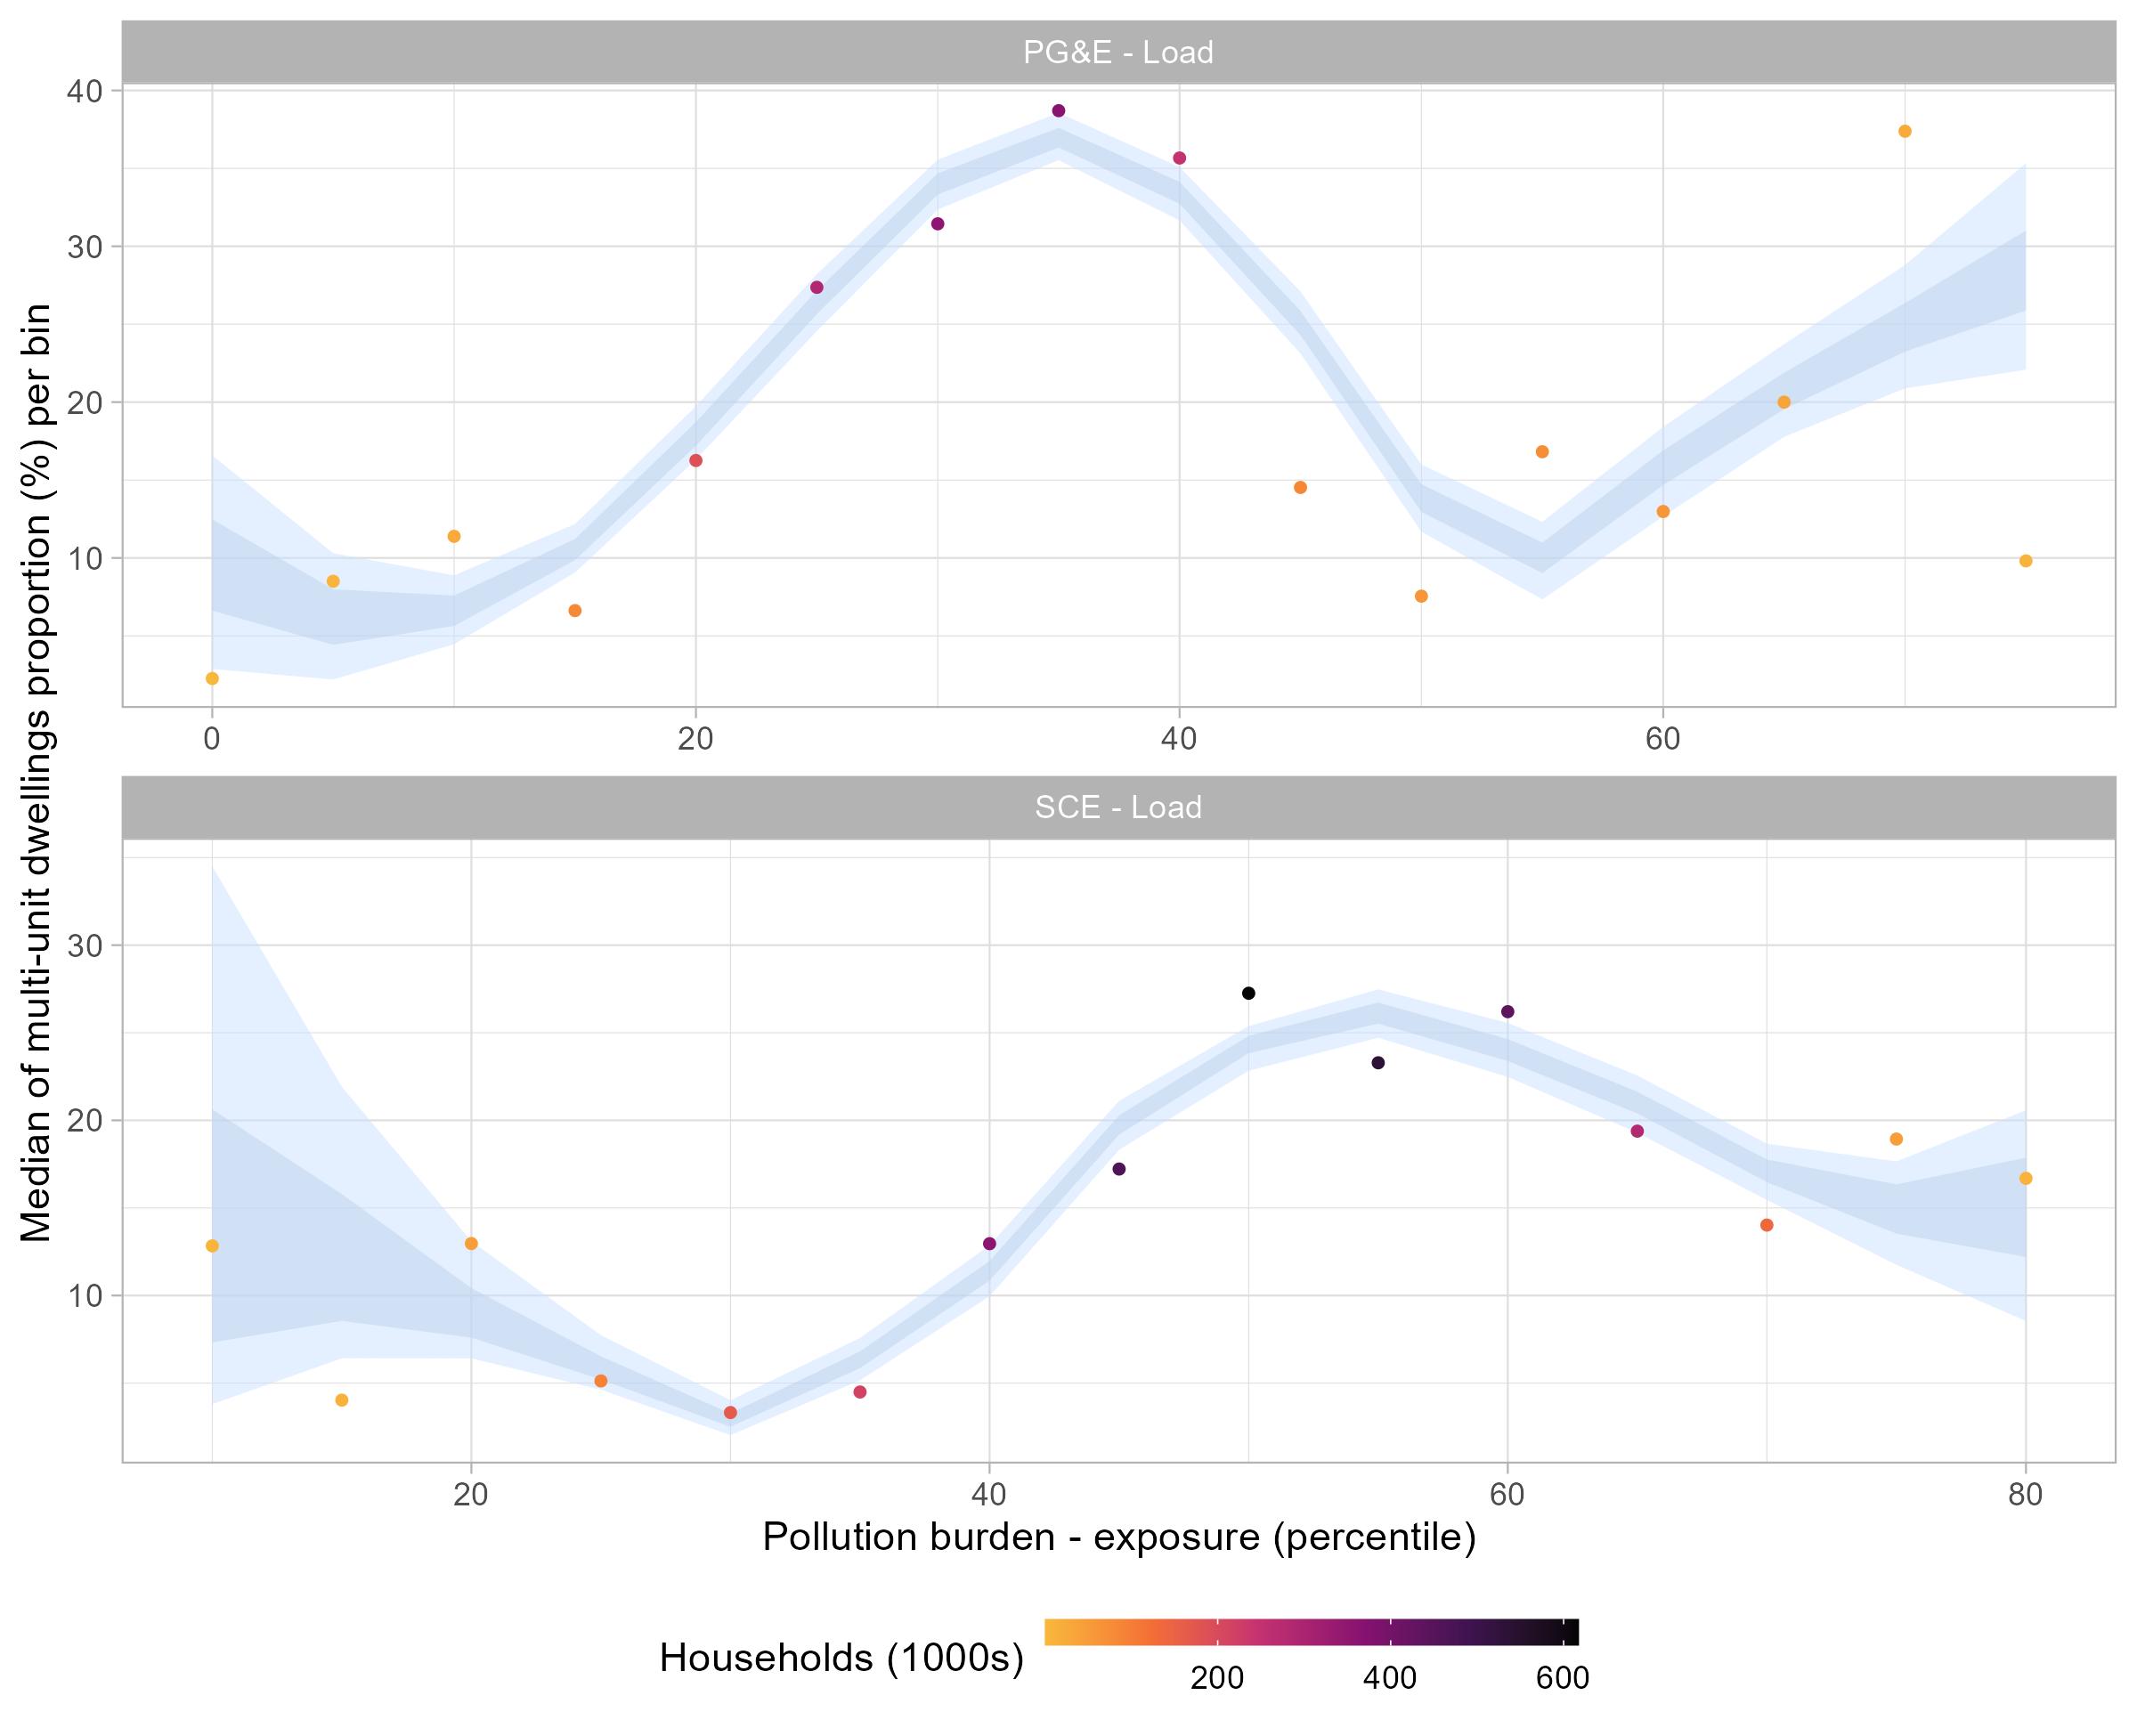 PG&E - Load
40
30
20
10
0 20 40 60
SCE - Load
30
20
10
20 40 60 80
Median of multi-unit dwellings proportion (%) per bin
Pollution burden - exposure (percentile)
Households (1000s)
200 400 600